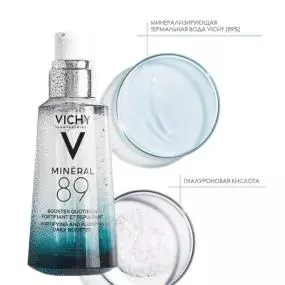 МИНЕРАЛИЗИРУЮЩАЯ
ТЕРМАЛЬНАЯ ВОДА VICHY [89%]
VICHY
LABORATOIRES
MINÉRAL
89
ГИАЛУРОНОВАЯ КИСЛОТА
BOOSTER QUOTIDIEN
FORTIFIANT ET REPULPANT
FORTIFYING AND PLUMPING
DAILY BOOSTER